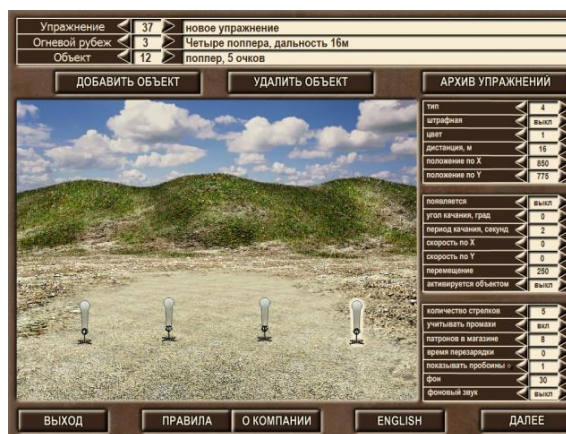 Упражнение 37 новое упражнение
Огневой рубеж 3 Четыре поппера, дальность 16м
Объект 12 поппер, 5 очков
ДОБАВИТЬ ОБЪЕКТ УДАЛИТЬ ОБЪЕКТ АРХИВ УПРАЖНЕНИЙ
тип 4
штрафная выкл
цвет 1
дистанция, м 16
положение по X 850
положение по Y 775
появляется выкл
угол качания, град 0
период качания, секунд 2
скорость по X 0
скорость по Y 0
перемещение 250
активируется объектом выкл
количество стрелков 5
учитывать промахи вкл
патронов в магазине 8
время перезарядки 0
показывать пробоины 1
фон 30
фоновый звук выкл
ВЫХОД ПРАВИЛА О КОМПАНИИ ENGLISH ДАЛЕЕ